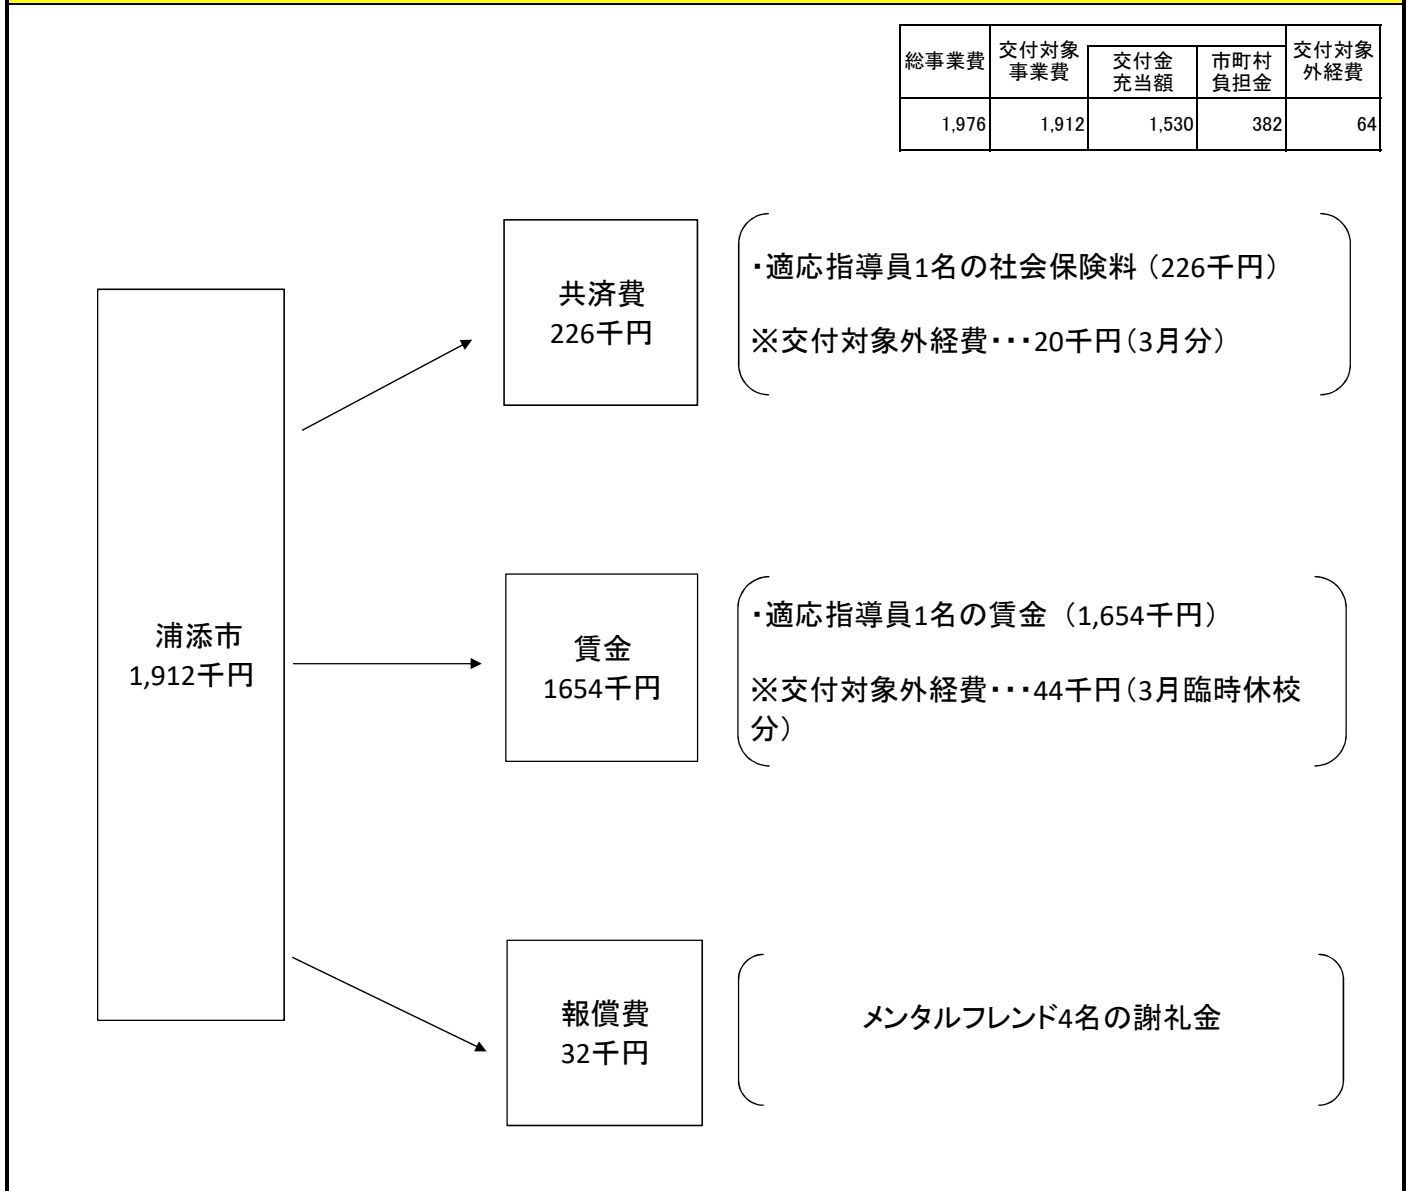 総事業費 交付対象事業費 交付金充当額 市町村負担金 交付対象外経費
1,976 1,912 1,530 382 64
共済費
226千円
・適応指導員1名の社会保険料（226千円）
※交付対象外経費・・・20千円（3月分）
浦添市
1,912千円
賃金
1654千円
・適応指導員1名の賃金（1,654千円）
※交付対象外経費・・・44千円（3月臨時休校
分）
報償費
32千円
メンタルフレンド4名の謝礼金